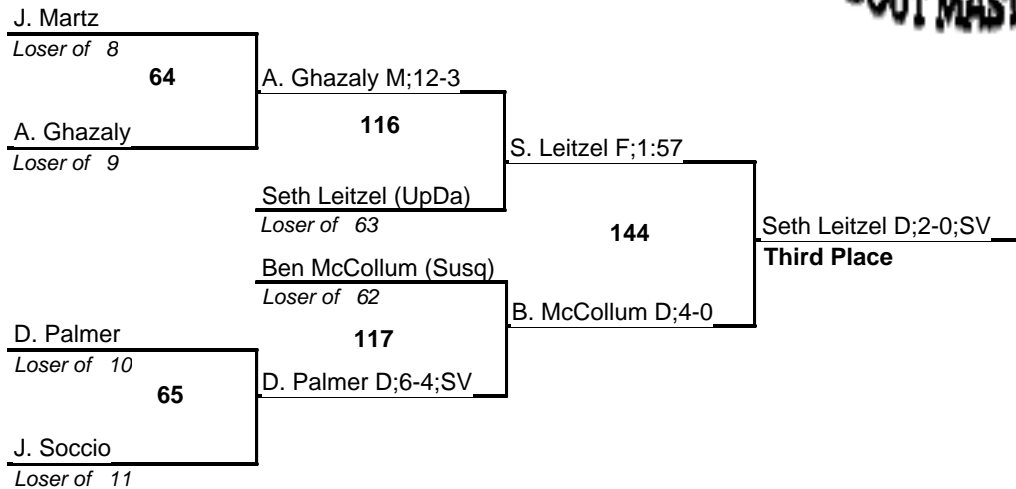 OUT MAST
J. Martz
Loser of 8
64
A. Ghazaly M;12-3
116
A. Ghazaly
Loser of 9
S. Leitzel F;1:57
Seth Leitzel (UpDa)
Loser of 63
144
Seth Leitzel D;2-0;SV
Third Place
Ben McCollum (Susq)
Loser of 62
B. McCollum D;4-0
117
D. Palmer
Loser of 10
65
D. Palmer D;6-4;SV
J. Soccio
Loser of 11